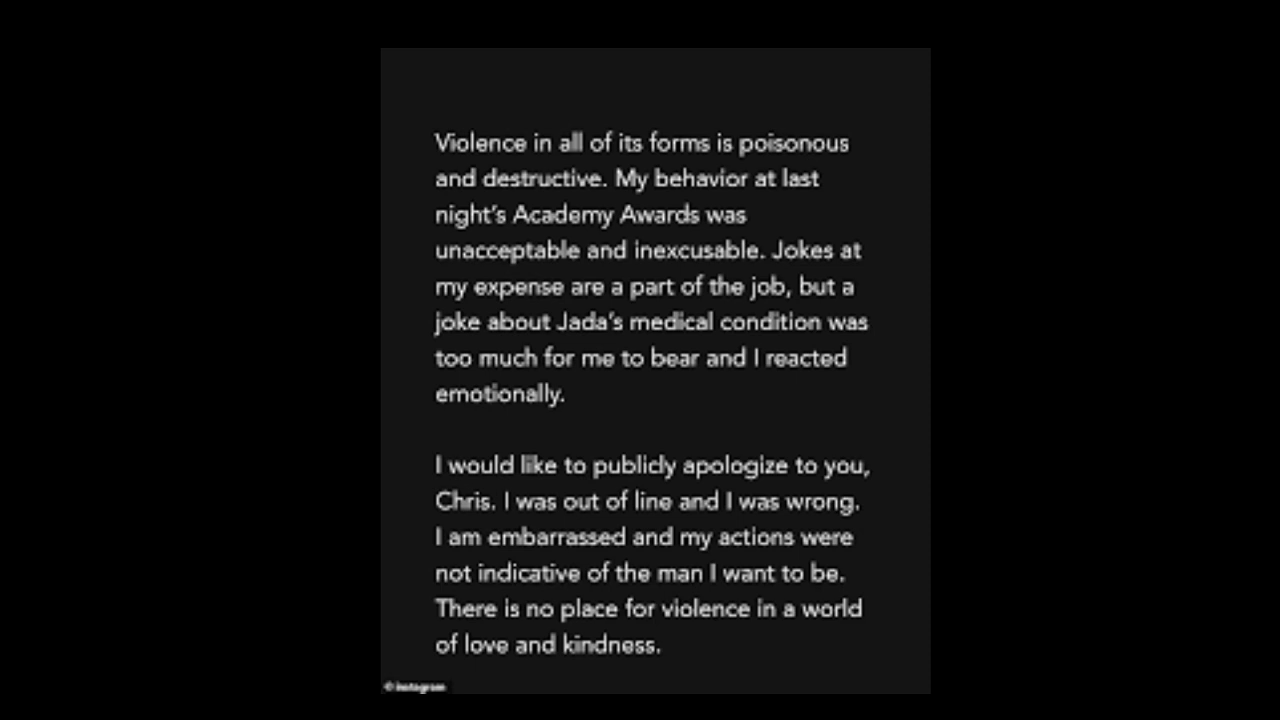 Violence in all of its forms is poisonous
and destructive. My behavior at last
night's Academy Awards was
unacceptable and inexcusable. Jokes at
my expense are a part of the job, but a
joke about Jada's medical condition was
too much for me to bear and I reacted
emotionally.
I would like to publicly apologize to you,
Chris. I was out of line and I was wrong.
I am embarrassed and my actions were
not indicative of the man I want to be.
There is no place for violence in a world
of love and kindness.
© Instagram